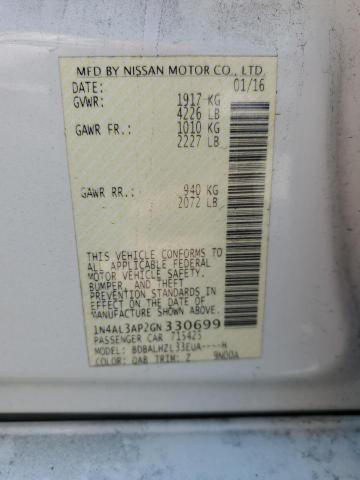 MFD BY NISSAN MOTOR CO., LTD.
DATE: 01/16
GVWR: 1917 KG
4226 LB
GAWR FR.: 1010 KG
2227 LB
GAWR RR.: 940 KG
2072 LB
THIS VEHICLE CONFORMS TO
ALL APPLICABLE FEDERAL
MOTOR VEHICLE SAFETY,
BUMPER, AND THEFT
PREVENTION STANDARDS IN
EFFECT ON THE DATE OF
MANUFACTURE SHOWN ABOVE.
1N4AL3AP2GN330699
PASSENGER CAR 715425
MODEL: BDBALHZL33EUA----H
COLOR: QAB TRIM: Z 9N00A